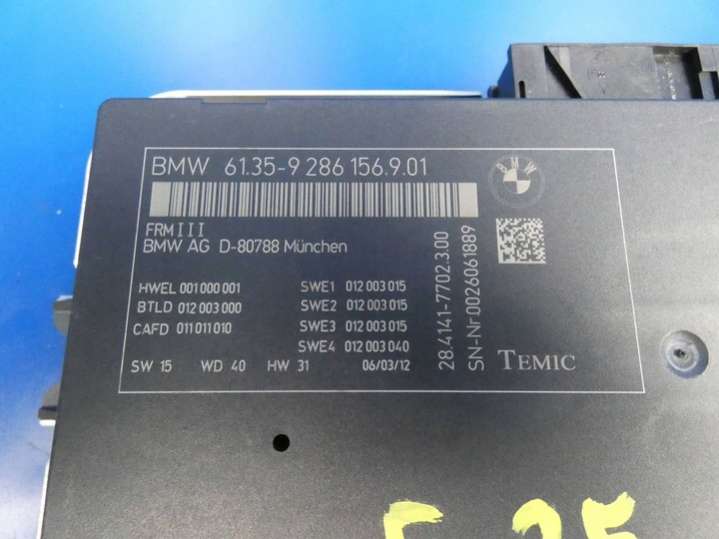 BMW 61.35-9 286 156.9.01
BMW
FRMIII
BMW AG D-80788 München
HWEL 001 000 001
BTLD 012 003 000
CAFD 011 011 010
SWE1 012 003 015
SWE2 012 003 015
SWE3 012 003 015
SWE4 012 003 040
SW 15 WD 40 HW 31 06/03/12
28.4141-7702.3.00
SN-Nr 0026061889
TEMIC